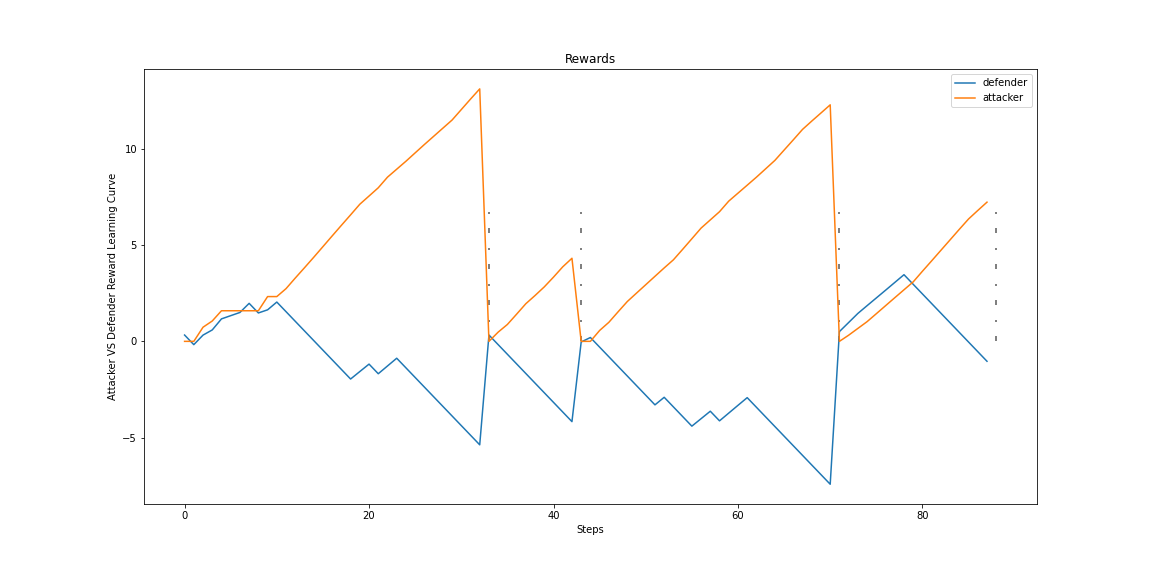 Rewards
defender
attacker
Attacker VS Defender Reward Learning Curve
10
5
0
−5
0
20
40
60
80
Steps